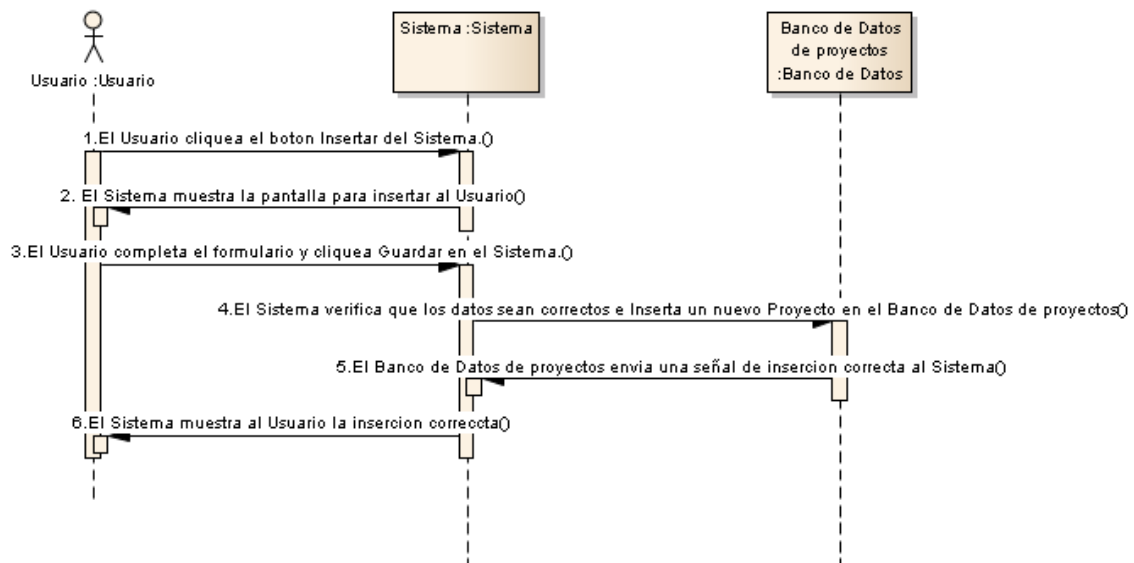 Usuario :Usuario
Sistema :Sistema
Banco de Datos
de proyectos
:Banco de Datos
1.El Usuario cliquea el boton Insertar del Sistema.()
2. El Sistema muestra la pantalla para insertar al Usuario()
3.El Usuario completa el formulario y cliquea Guardar en el Sistema.()
4.El Sistema verifica que los datos sean correctos e Inserta un nuevo Proyecto en el Banco de Datos de proyectos()
5.El Banco de Datos de proyectos envia una señal de insercion correcta al Sistema()
6.El Sistema muestra al Usuario la insercion correccta()